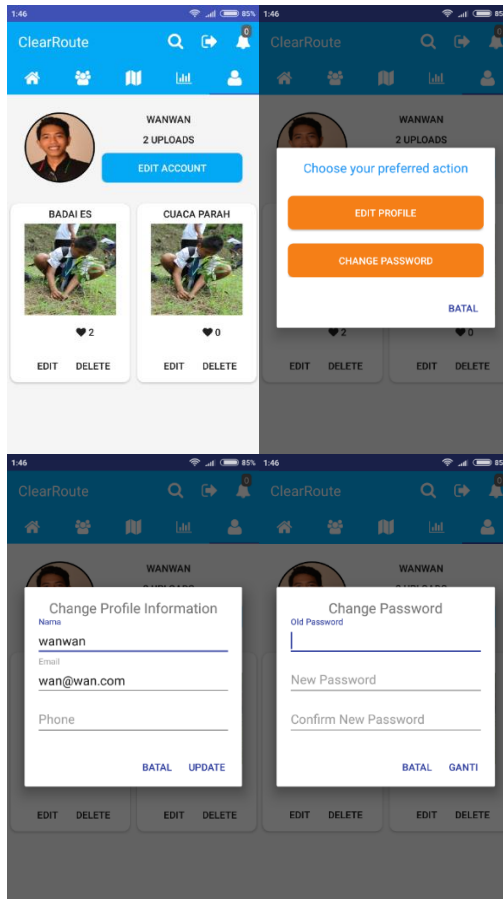 1:46 85%
ClearRoute 0
WANWAN
2 UPLOADS
EDIT ACCOUNT
BADAI ES
2
EDIT DELETE
CUACA PARAH
0
EDIT DELETE
1:46 85
ClearRoute 0
WANWAN
2 UPLOADS
Choose your preferred action
EDIT PROFILE
CHANGE PASSWORD
BATAL
2 0
EDIT DELETE EDIT DELETE
1:46 85%
ClearRoute 0
WANWAN
Change Profile Information
Name
wanwan
Email
wan@wan.com
Phone
BATAL UPDATE
EDIT DELETE EDIT DELETE
1:46 85
ClearRoute 0
WANWAN
Change Password
Old Password
New Password
Confirm New Password
BATAL GANTI
EDIT DELETE EDIT DELETE